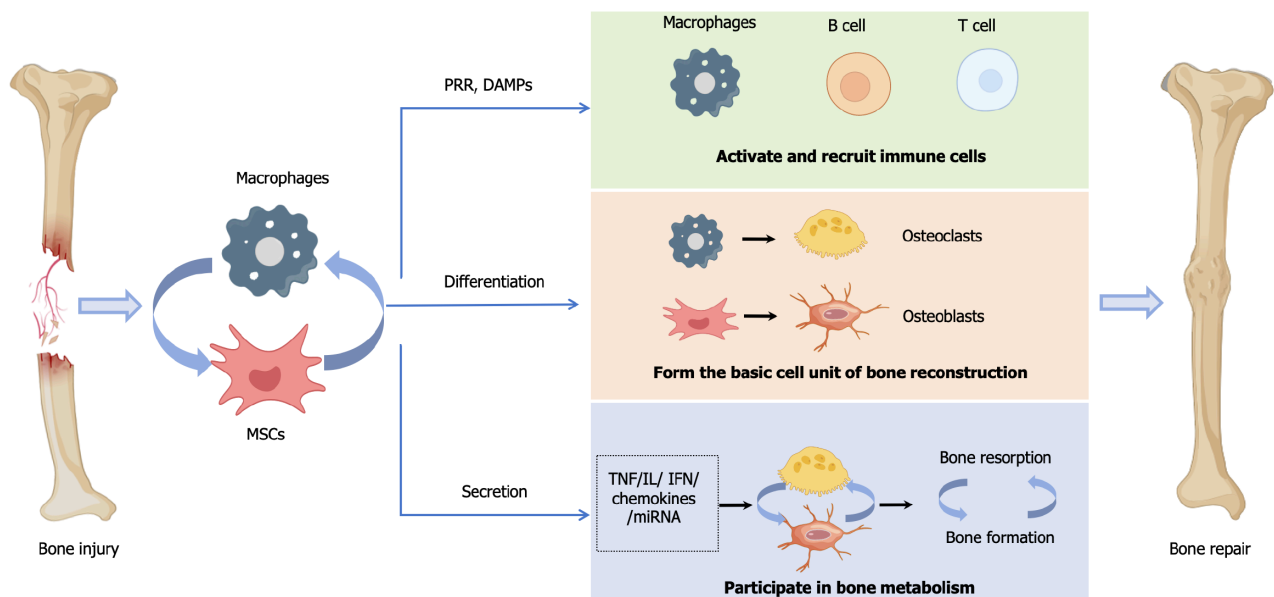 Bone injury
Macrophages
MSCs
PRR, DAMPs
Differentiation
Secretion
Macrophages
B cell
T cell
Activate and recruit immune cells
Osteoclasts
Osteoblasts
Form the basic cell unit of bone reconstruction
TNF/IL/ IFN/
chemokines
/miRNA
Bone resorption
Bone formation
Participate in bone metabolism
Bone repair